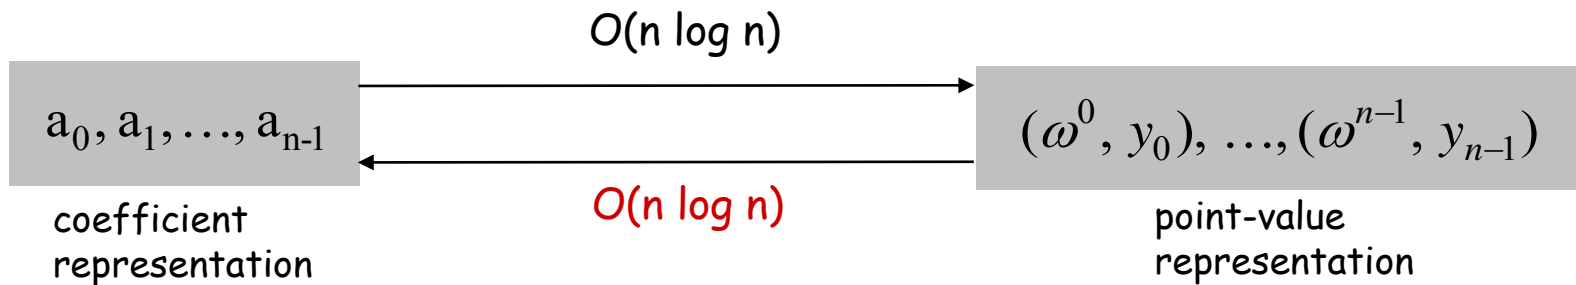 O(n log n)
a₀, a₁, …, aₙ₋₁
(ω⁰, y₀), …, (ωⁿ⁻¹, yₙ₋₁)
O(n log n)
coefficient
representation
point-value
representation